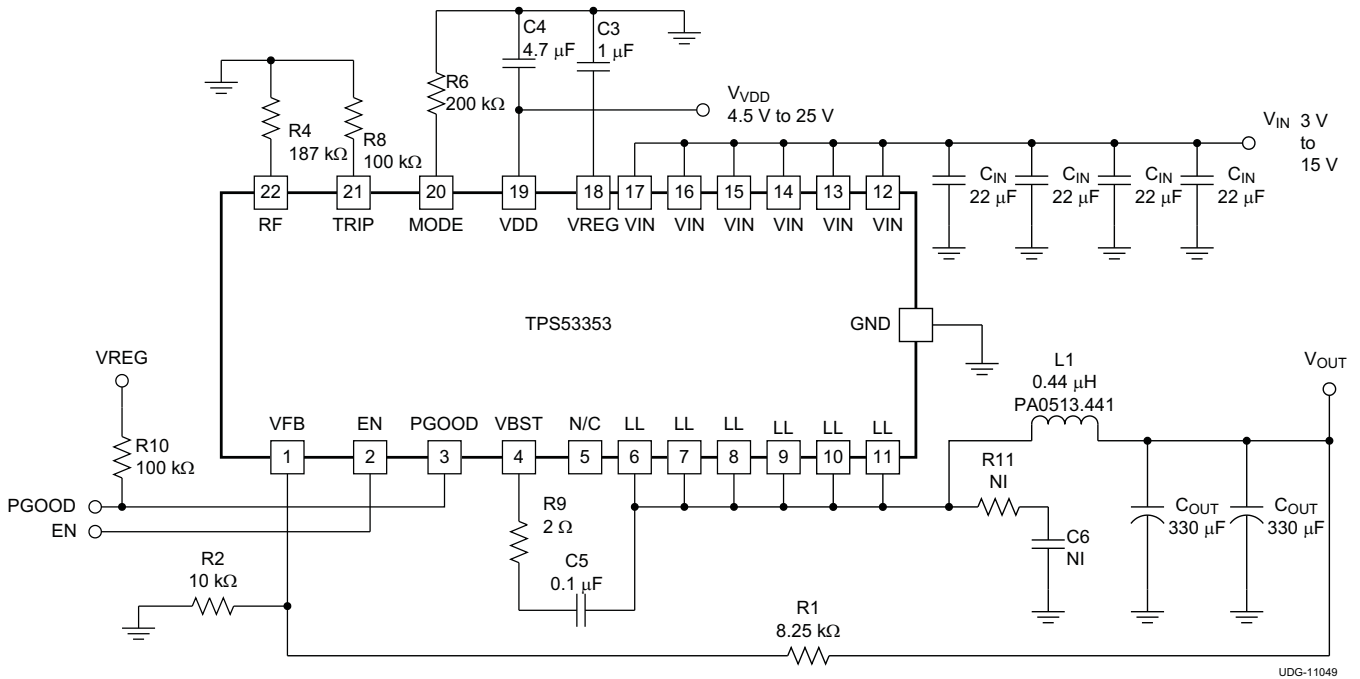 C4
4.7 μF
C3
1 μF
R6
200 kΩ
R4
187 kΩ
R8
100 kΩ
VVDD
4.5 V to 25 V
VIN 3 V
to
15 V
CIN
22 μF
CIN
22 μF
CIN
22 μF
CIN
22 μF
22 21 20 19 18 17 16 15 14 13 12
RF TRIP MODE VDD VREG VIN VIN VIN VIN VIN VIN
TPS53353
GND
VREG
R10
100 kΩ
L1
0.44 μH
PA0513.441
VOUT
VFB EN PGOOD VBST N/C LL LL LL LL LL LL
1 2 3 4 5 6 7 8 9 10 11
PGOOD
EN
R9
2 Ω
C5
0.1 μF
R11
NI
C6
NI
COUT
330 μF
COUT
330 μF
R2
10 kΩ
R1
8.25 kΩ
UDG-11049